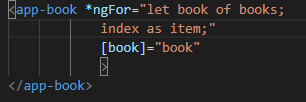 <app-book *ngFor="let book of books;
index as item;"
[book]="book"
>
</app-book>